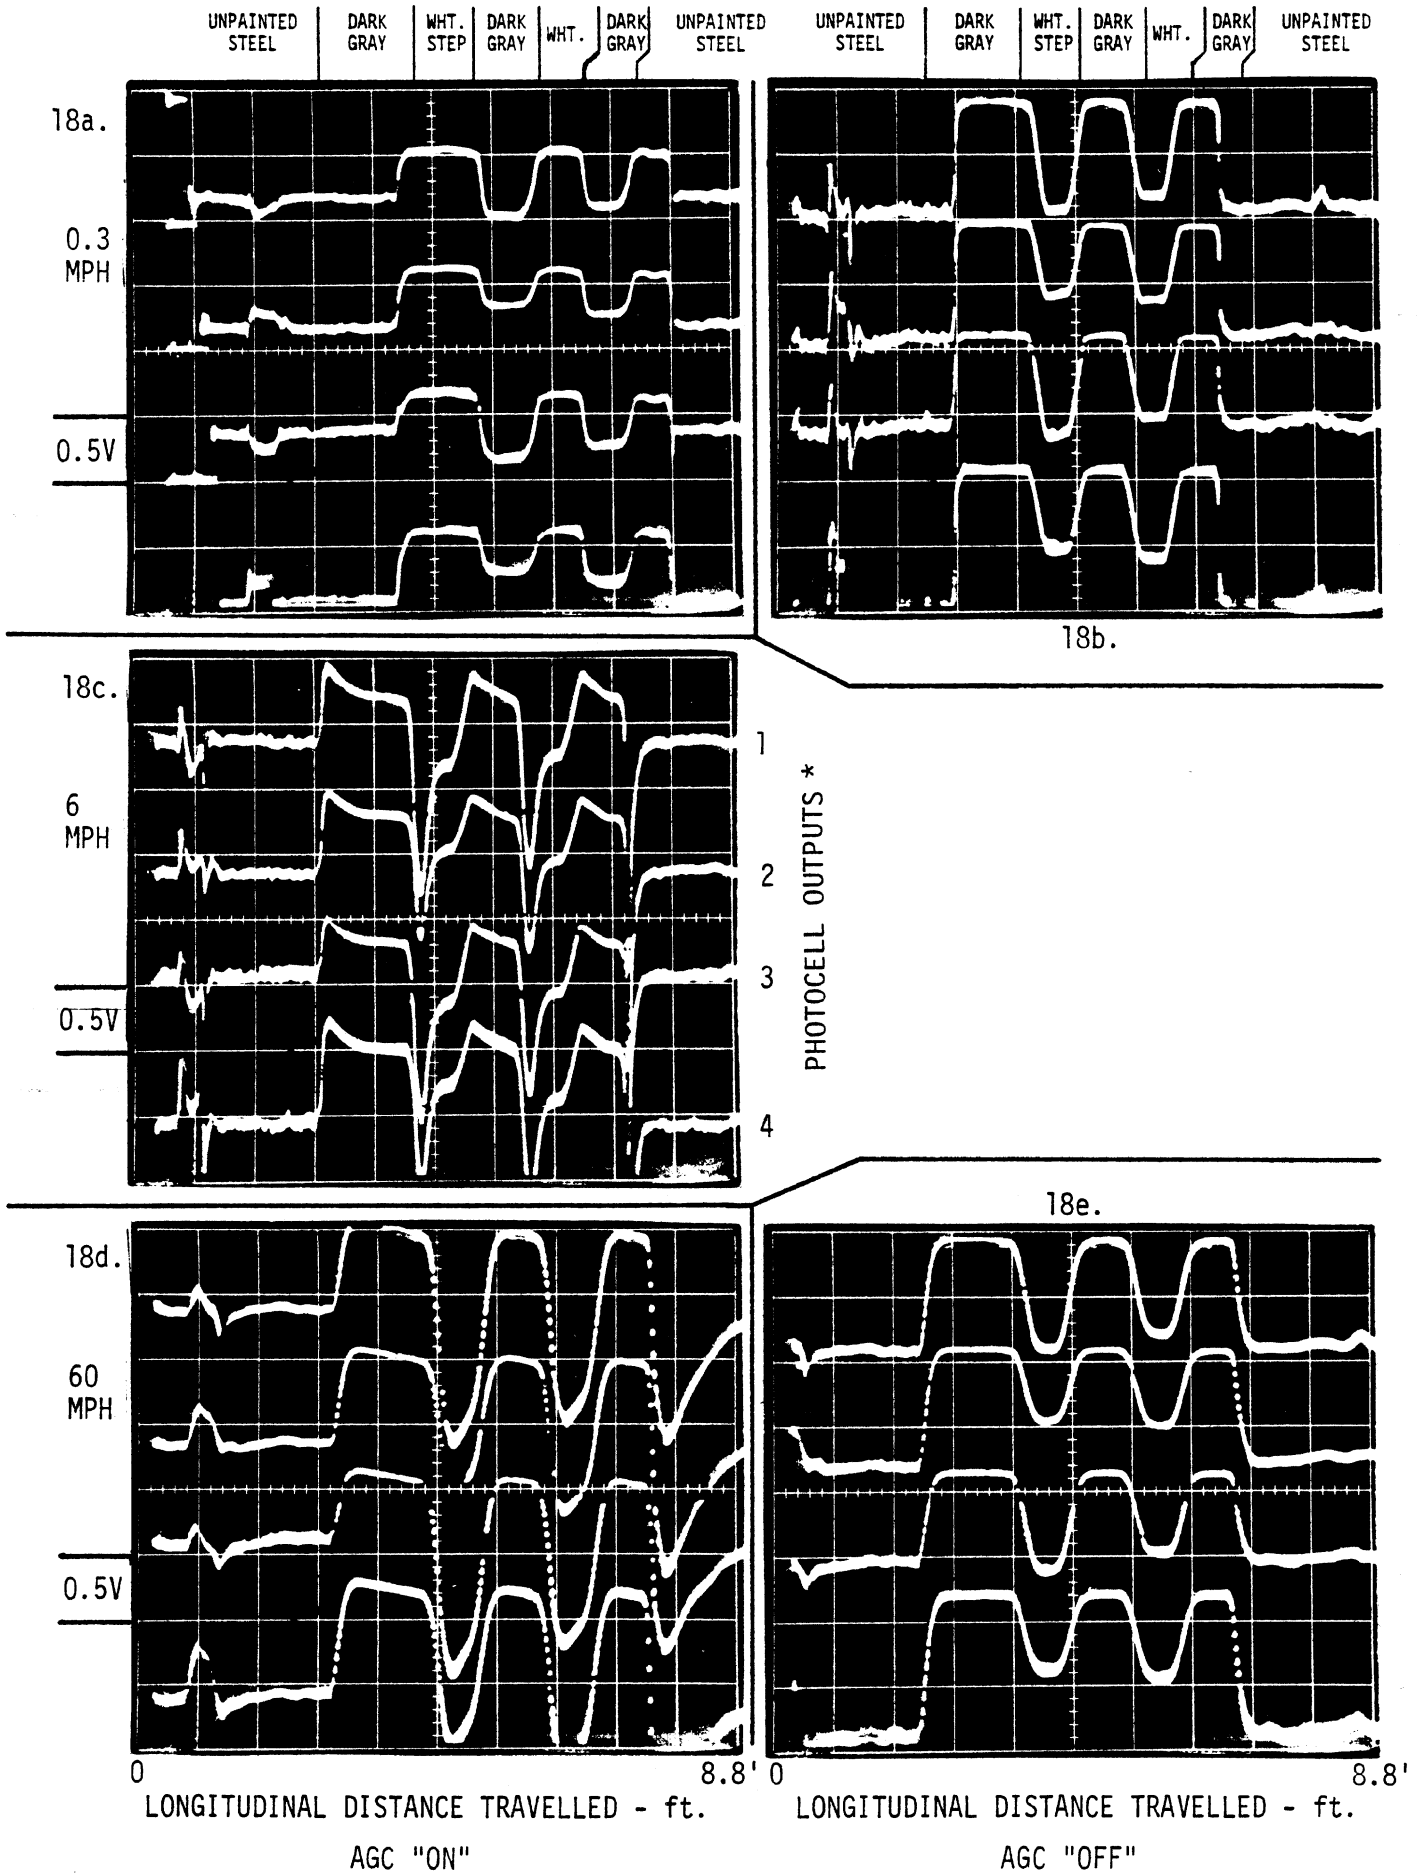 UNPAINTED STEEL
DARK GRAY
WHT. STEP
DARK GRAY
WHT.
DARK GRAY
UNPAINTED STEEL
UNPAINTED STEEL
DARK GRAY
WHT. STEP
DARK GRAY
WHT.
DARK GRAY
UNPAINTED STEEL
18a.
0.3
MPH
0.5V
18b.
18c.
6
MPH
0.5V
1
2
3
4
PHOTOCELL OUTPUTS *
18e.
18d.
60
MPH
0.5V
0
8.8'
0
8.8'
LONGITUDINAL DISTANCE TRAVELLED - ft.
LONGITUDINAL DISTANCE TRAVELLED - ft.
AGC "ON"
AGC "OFF"